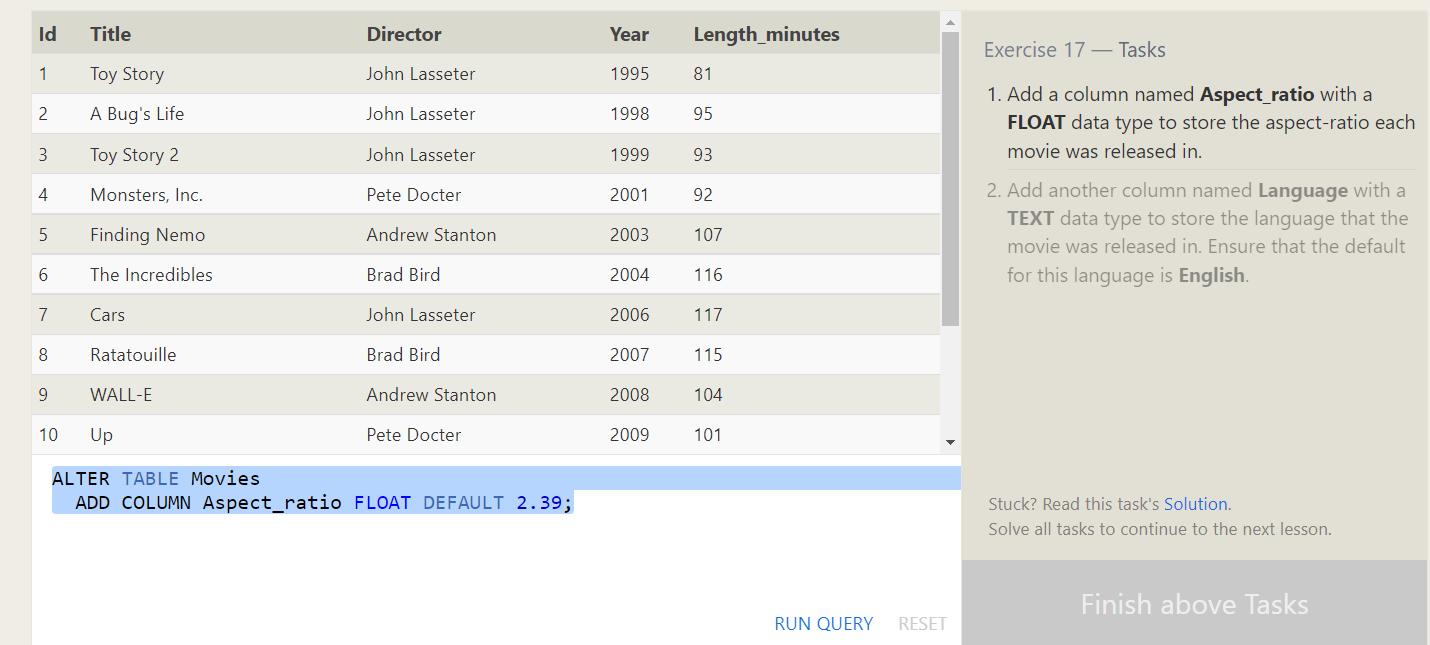 Id Title Director Year Length_minutes
1 Toy Story John Lasseter 1995 81
2 A Bug's Life John Lasseter 1998 95
3 Toy Story 2 John Lasseter 1999 93
4 Monsters, Inc. Pete Docter 2001 92
5 Finding Nemo Andrew Stanton 2003 107
6 The Incredibles Brad Bird 2004 116
7 Cars John Lasseter 2006 117
8 Ratatouille Brad Bird 2007 115
9 WALL-E Andrew Stanton 2008 104
10 Up Pete Docter 2009 101
ALTER TABLE Movies
ADD COLUMN Aspect_ratio FLOAT DEFAULT 2.39;
RUN QUERY RESET
Exercise 17 — Tasks
1. Add a column named Aspect_ratio with a
FLOAT data type to store the aspect-ratio each
movie was released in.
2. Add another column named Language with a
TEXT data type to store the language that the
movie was released in. Ensure that the default
for this language is English.
Stuck? Read this task's Solution.
Solve all tasks to continue to the next lesson.
Finish above Tasks